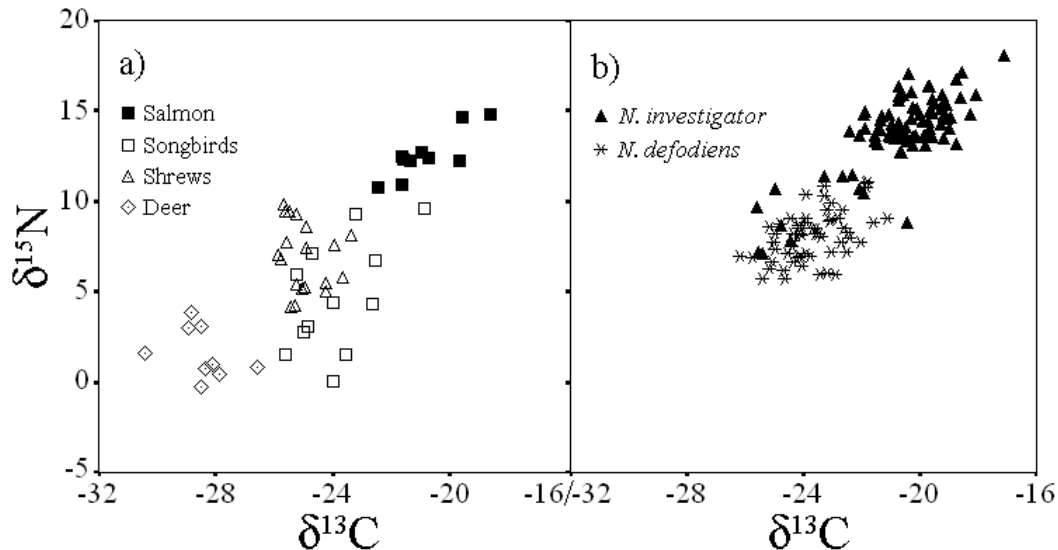 20
15
10
5
0
-5
δ15N
a)
Salmon
Songbirds
Shrews
Deer
b)
N. investigator
N. defodiens
-32 -28 -24 -20 -16/-32 -28 -24 -20 -16
δ13C δ13C